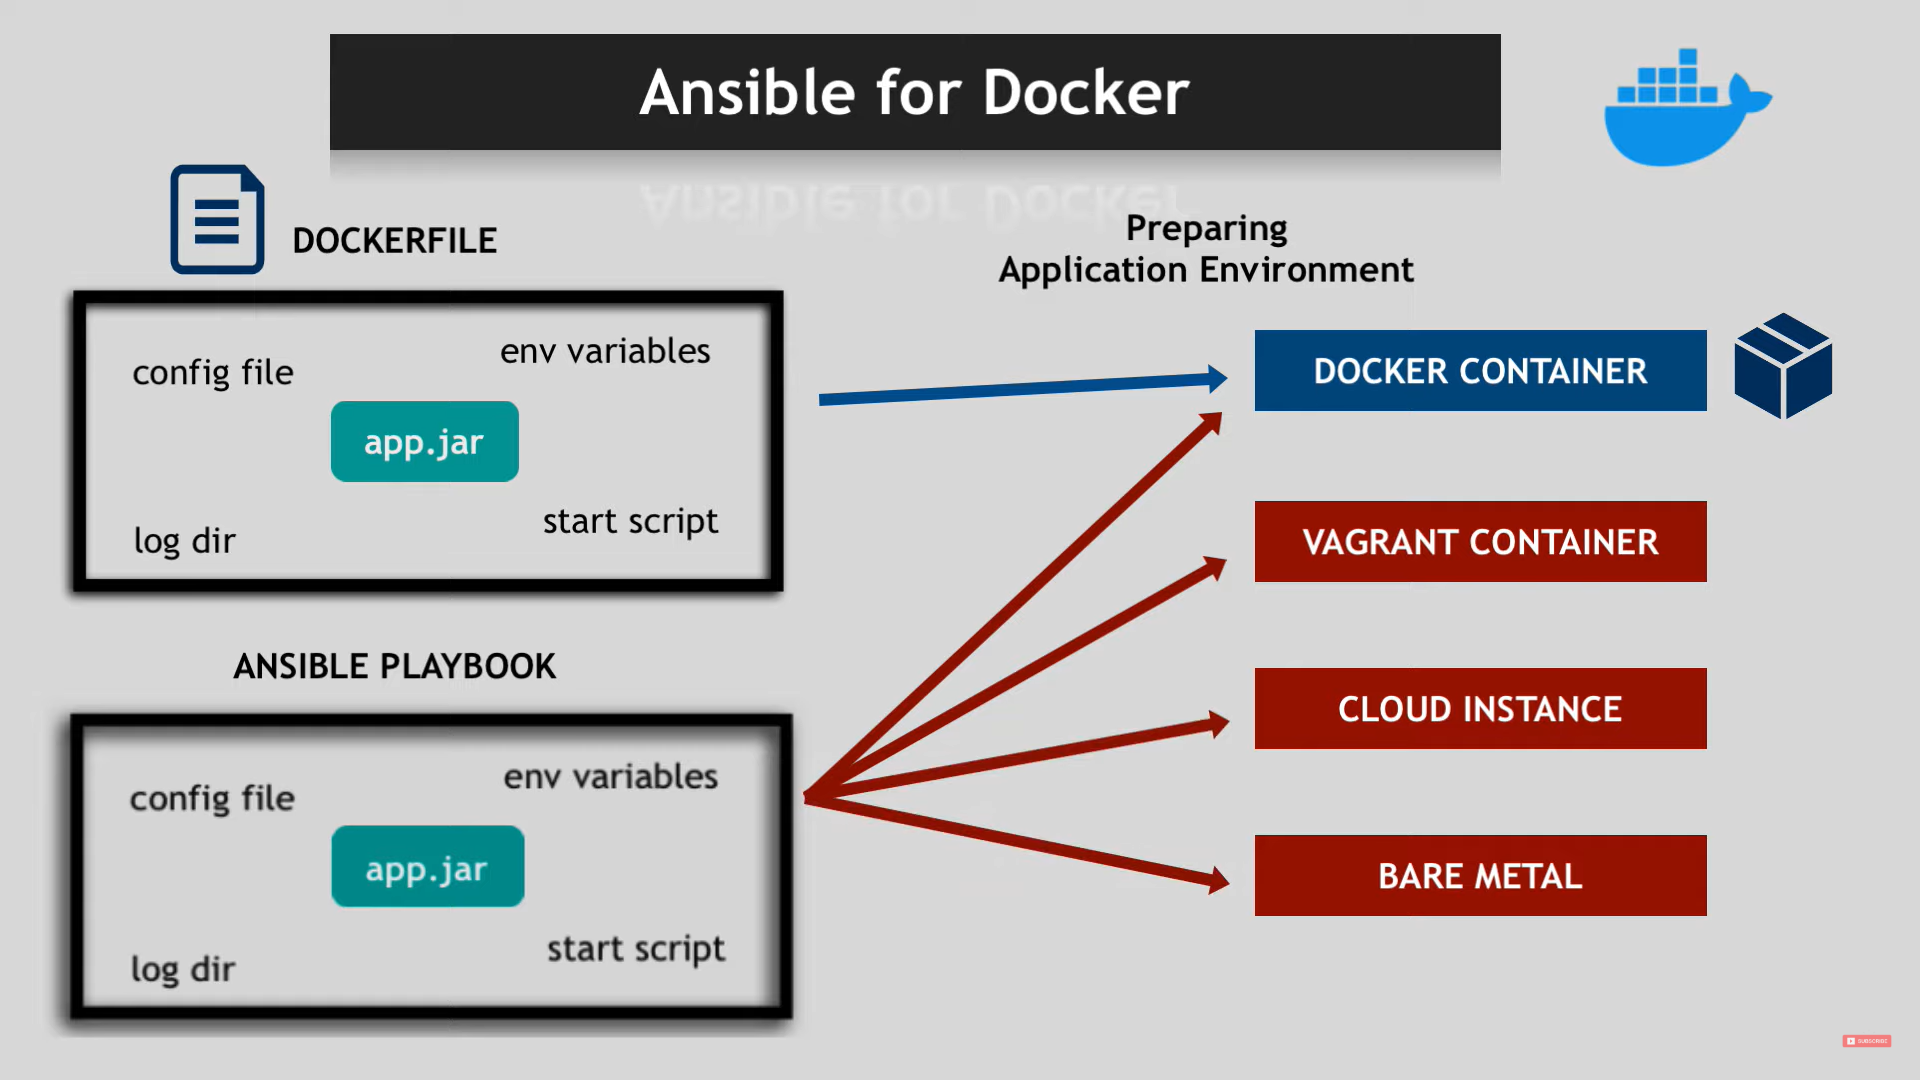 Ansible for Docker
DOCKERFILE
config file
env variables
app.jar
log dir
start script
ANSIBLE PLAYBOOK
config file
env variables
app.jar
log dir
start script
Preparing
Application Environment
DOCKER CONTAINER
VAGRANT CONTAINER
CLOUD INSTANCE
BARE METAL
SUBSCRIBE